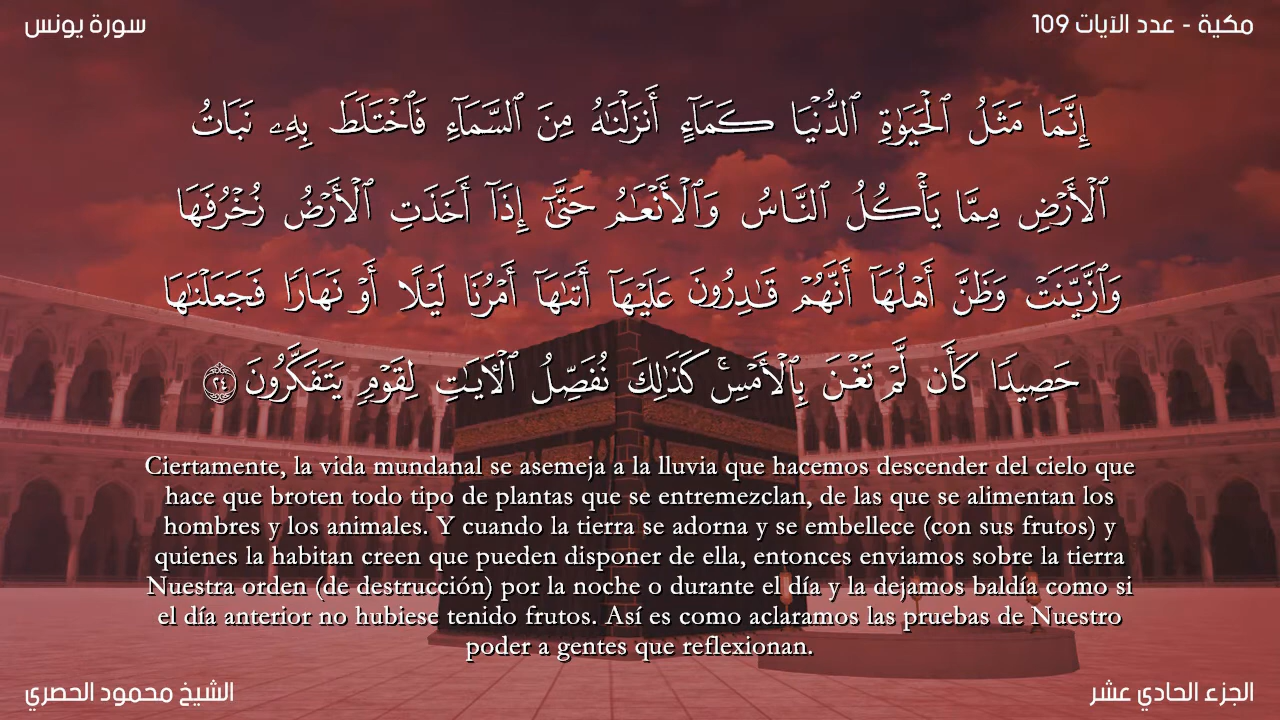 سورة يونس
مكية - عدد الآيات 109
إِنَّمَا مَثَلُ ٱلْحَيَوٰةِ ٱلدُّنْيَا كَمَآءٍ أَنزَلْنَٰهُ مِنَ ٱلسَّمَآءِ فَٱخْتَلَطَ بِهِۦ نَبَاتُ
ٱلْأَرْضِ مِمَّا يَأْكُلُ ٱلنَّاسُ وَٱلْأَنْعَٰمُ حَتَّىٰٓ إِذَآ أَخَذَتِ ٱلْأَرْضُ زُخْرُفَهَا
وَٱزَّيَّنَتْ وَظَنَّ أَهْلُهَآ أَنَّهُمْ قَٰدِرُونَ عَلَيْهَآ أَتَىٰهَآ أَمْرُنَا لَيْلًا أَوْ نَهَارًا فَجَعَلْنَٰهَا
حَصِيدًا كَأَن لَّمْ تَغْنَ بِٱلْأَمْسِ ۚ كَذَٰلِكَ نُفَصِّلُ ٱلْءَايَٰتِ لِقَوْمٍ يَتَفَكَّرُونَ ٢٤
Ciertamente, la vida mundanal se asemeja a la lluvia que hacemos descender del cielo que
hace que broten todo tipo de plantas que se entremezclan, de las que se alimentan los
hombres y los animales. Y cuando la tierra se adorna y se embellece (con sus frutos) y
quienes la habitan creen que pueden disponer de ella, entonces enviamos sobre la tierra
Nuestra orden (de destrucción) por la noche o durante el día y la dejamos baldía como si
el día anterior no hubiese tenido frutos. Así es como aclaramos las pruebas de Nuestro
poder a gentes que reflexionan.
الشيخ محمود الحصري
الجزء الحادي عشر